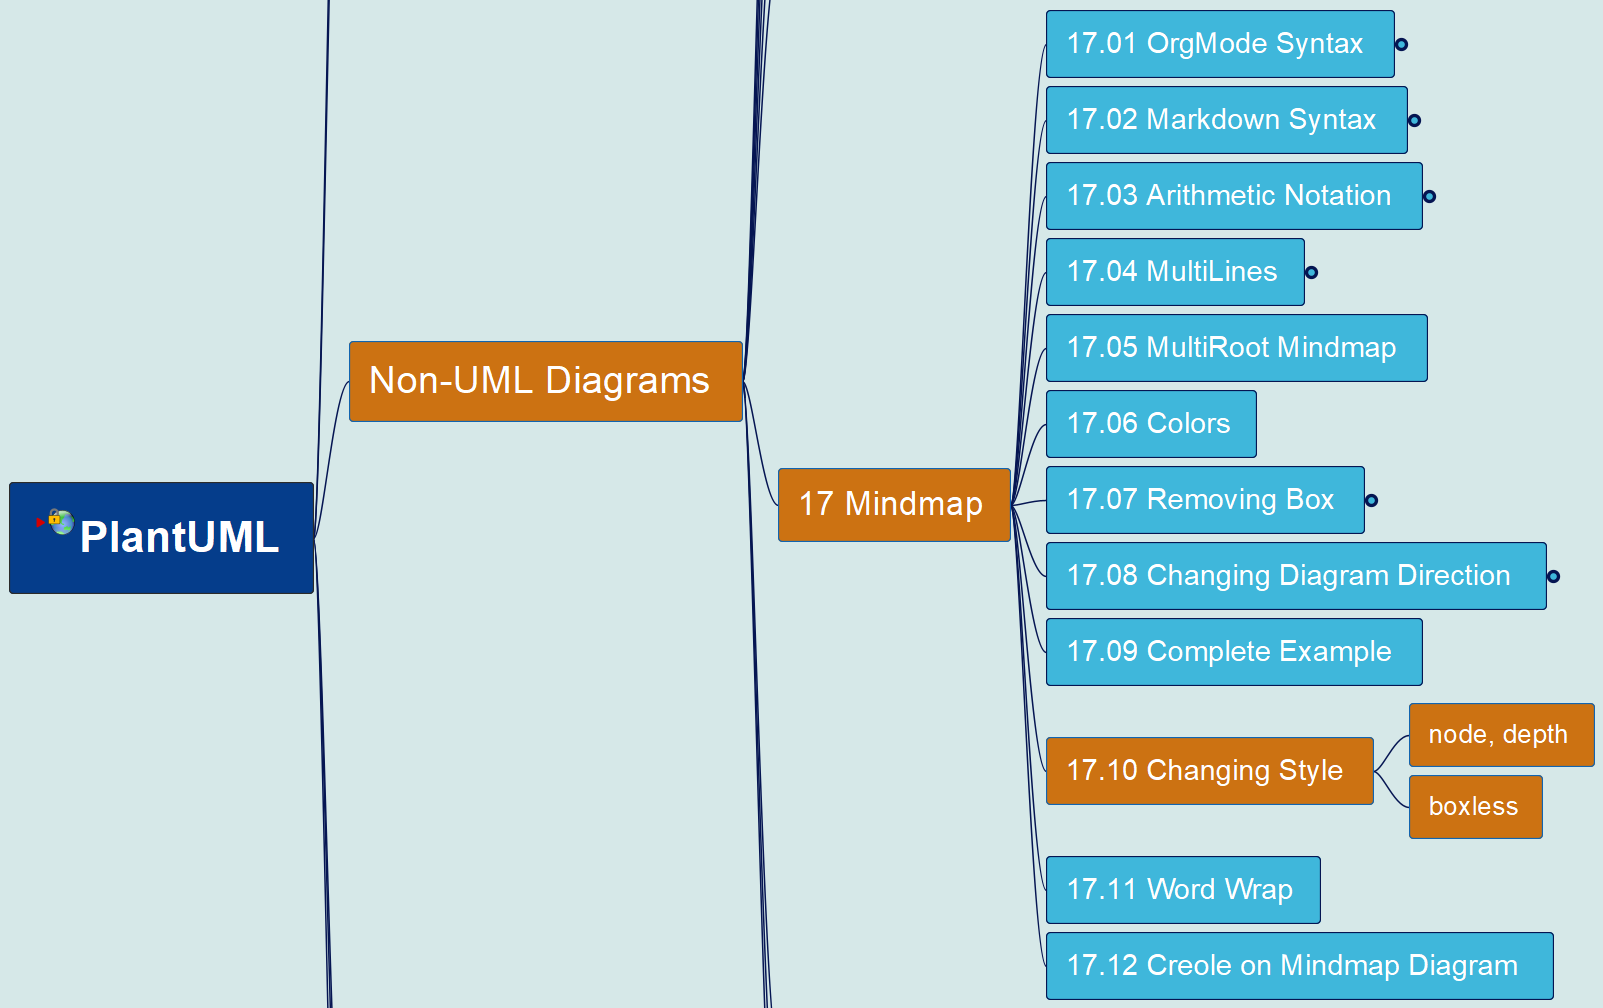 PlantUML
Non-UML Diagrams
17 Mindmap
17.01 OrgMode Syntax
17.02 Markdown Syntax
17.03 Arithmetic Notation
17.04 MultiLines
17.05 MultiRoot Mindmap
17.06 Colors
17.07 Removing Box
17.08 Changing Diagram Direction
17.09 Complete Example
17.10 Changing Style
node, depth
boxless
17.11 Word Wrap
17.12 Creole on Mindmap Diagram